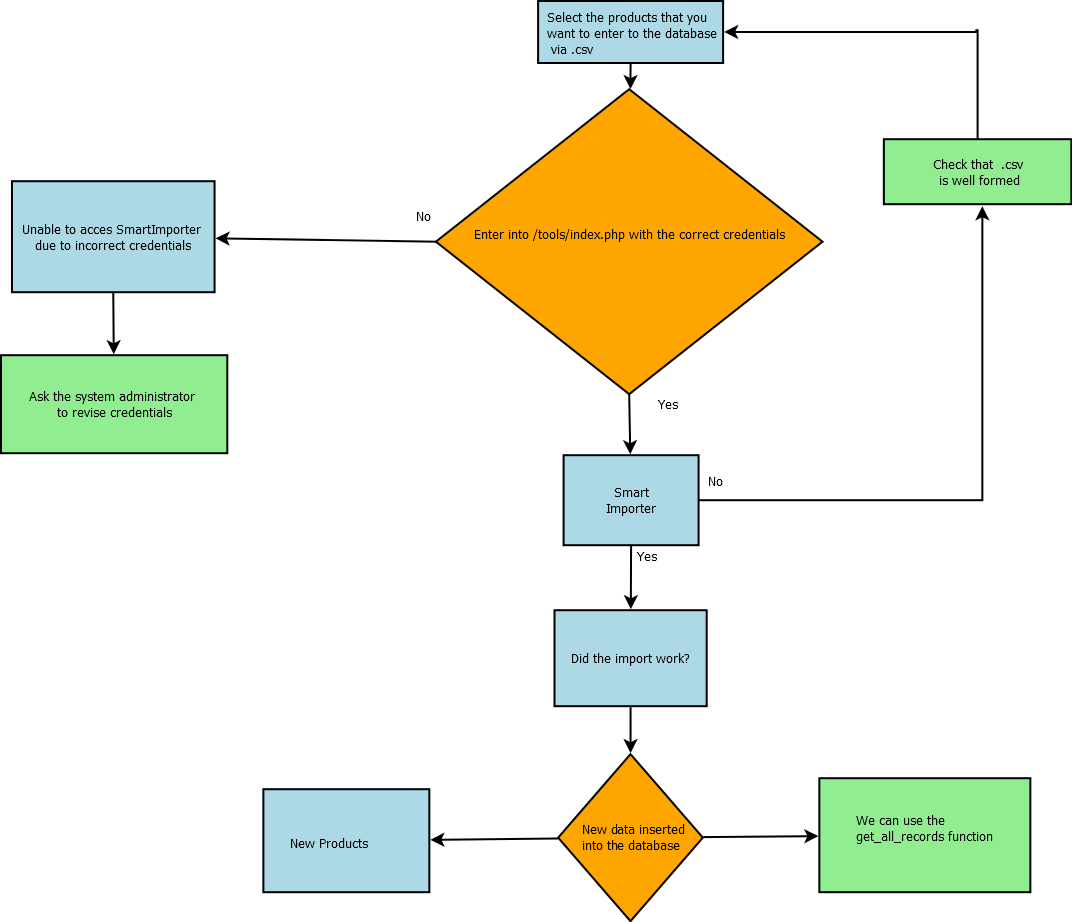 Select the products that you
want to enter to the database
via .csv
Check that .csv
is well formed
No
Unable to acces SmartImporter
due to incorrect credentials
Enter into /tools/index.php with the correct credentials
Ask the system administrator
to revise credentials
Yes
Smart
Importer
No
Yes
Did the import work?
New Products
New data inserted
into the database
We can use the
get_all_records function